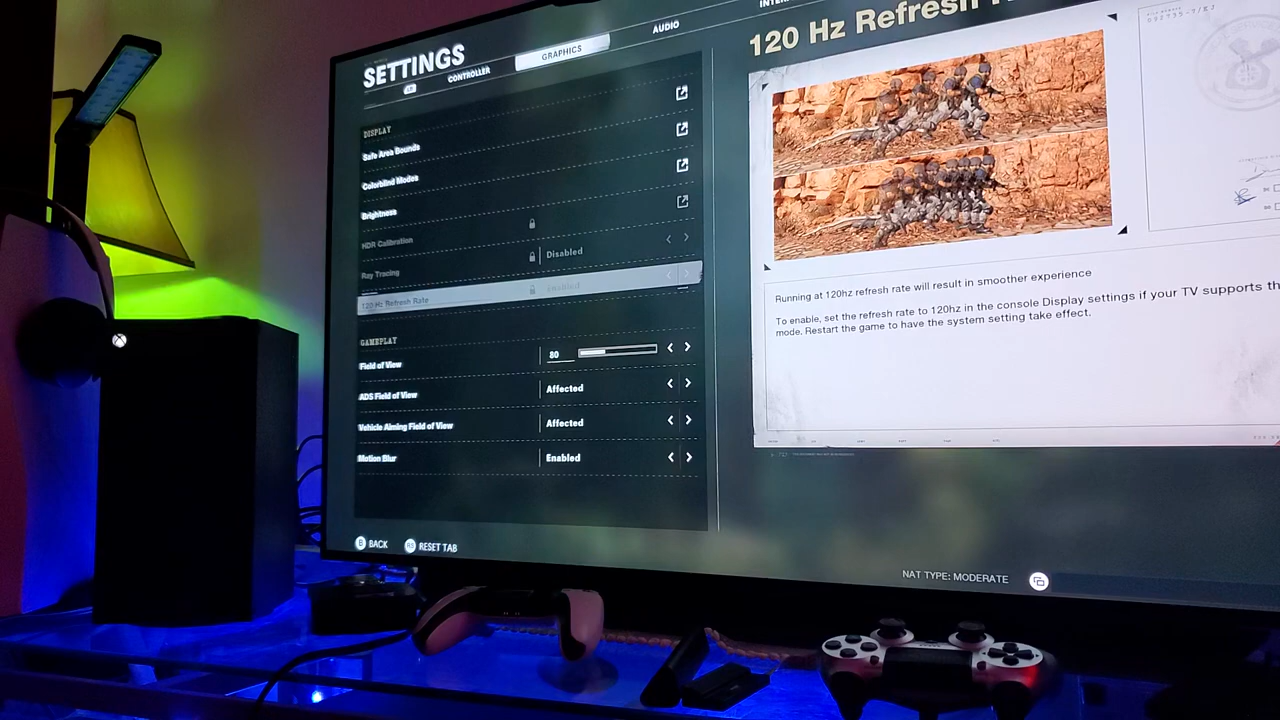 SETTINGS
LB
CONTROLLER
GRAPHICS
AUDIO
DISPLAY
Safe Area Bounds
Colorblind Modes
Brightness
HDR Calibration
Ray Tracing
Disabled
120 Hz Refresh Rate
Enabled
GAMEPLAY
Field of View
80
ADS Field of View
Affected
Vehicle Aiming Field of View
Affected
Motion Blur
Enabled
B BACK
RS RESET TAB
120 Hz Refresh
Running at 120hz refresh rate will result in smoother experience
To enable, set the refresh rate to 120hz in the console Display settings if your TV supports th
mode. Restart the game to have the system setting take effect.
NAT TYPE: MODERATE